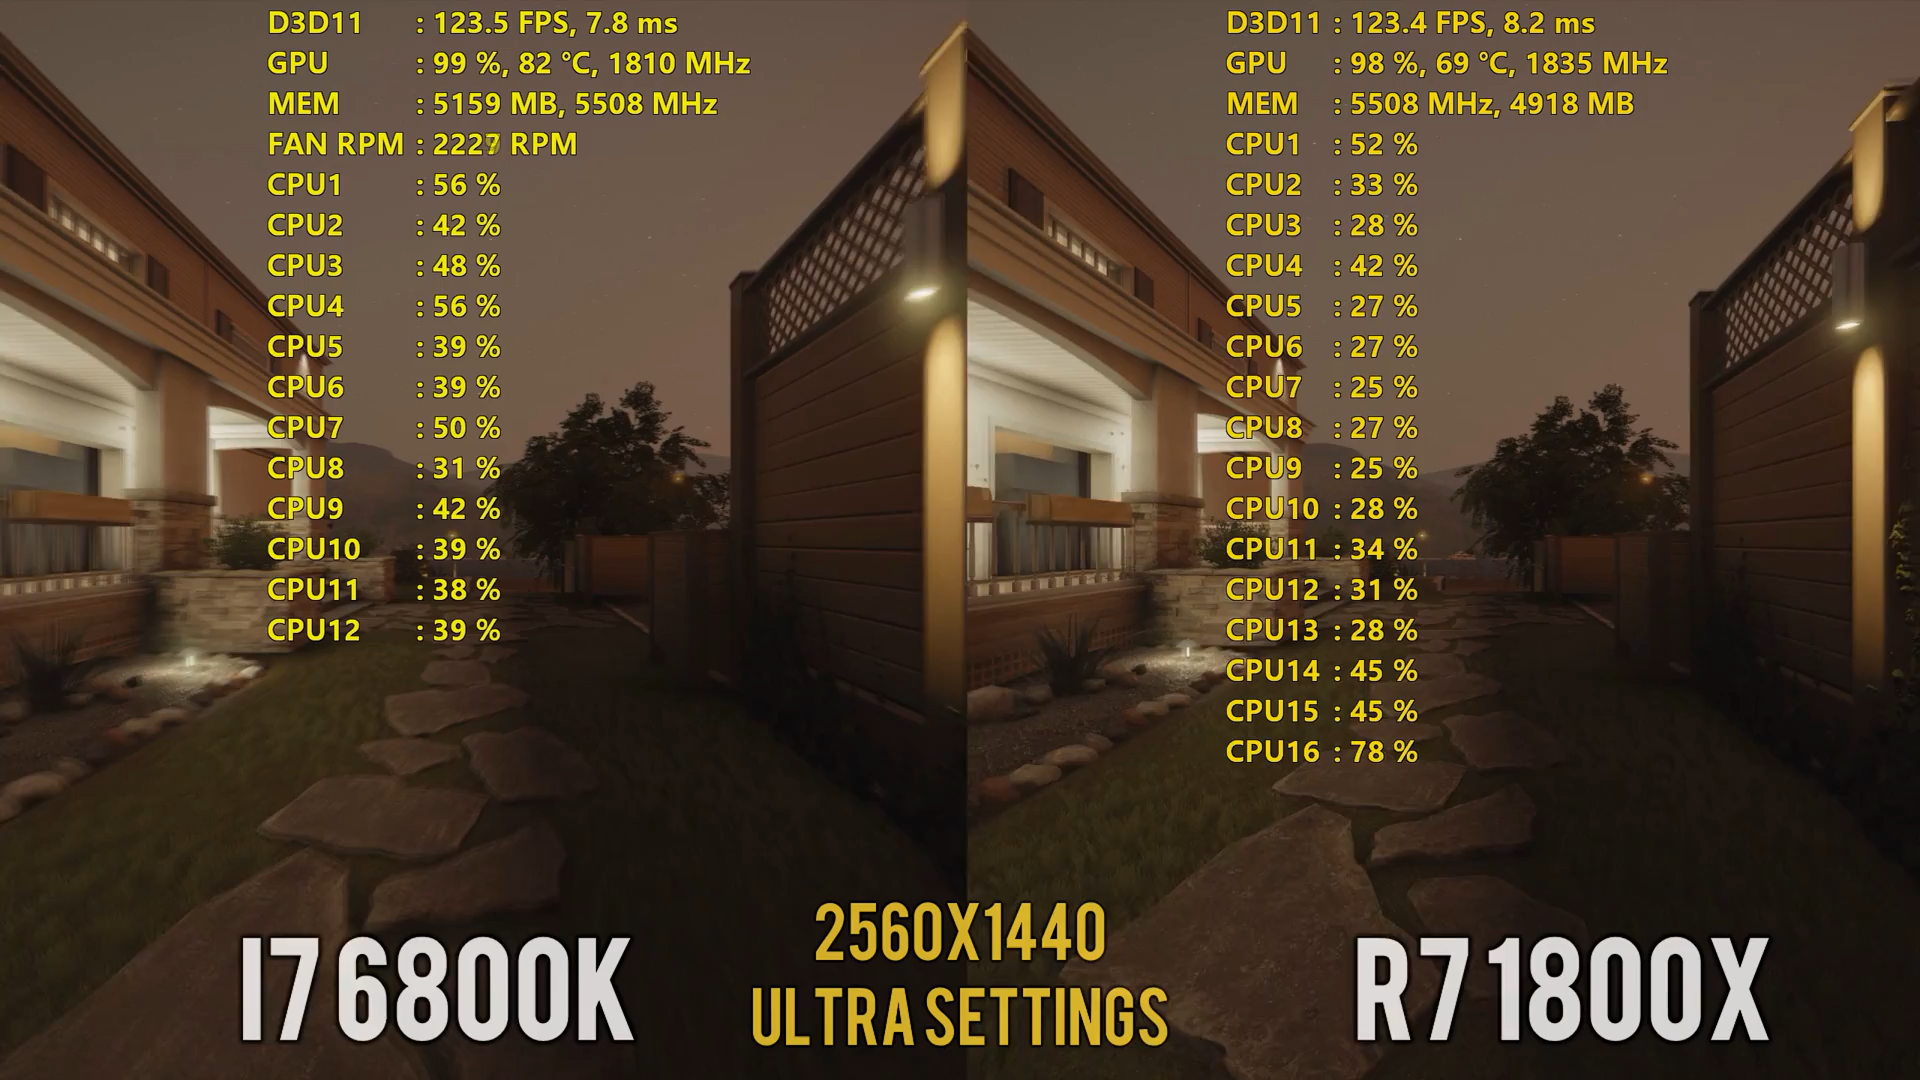 D3D11 : 123.5 FPS, 7.8 ms
GPU : 99 %, 82 °C, 1810 MHz
MEM : 5159 MB, 5508 MHz
FAN RPM : RPM
CPU1 : 56 %
CPU2 : 42 %
CPU3 : 48 %
CPU4 : 56 %
CPU5 : 39 %
CPU6 : 39 %
CPU7 : 50 %
CPU8 : 31 %
CPU9 : 42 %
CPU10 : 39 %
CPU11 : 38 %
CPU12 : 39 %
D3D11 : 123.4 FPS, 8.2 ms
GPU : 98 %, 69 °C, 1835 MHz
MEM : 5508 MHz, 4918 MB
CPU1 : 52 %
CPU2 : 33 %
CPU3 : 28 %
CPU4 : 42 %
CPU5 : 27 %
CPU6 : 27 %
CPU7 : 25 %
CPU8 : 27 %
CPU9 : 25 %
CPU10 : 28 %
CPU11 : 34 %
CPU12 : 31 %
CPU13 : 28 %
CPU14 : 45 %
CPU15 : 45 %
CPU16 : 78 %
I7 6800K
2560X1440
ULTRA SETTINGS
R7 1800X